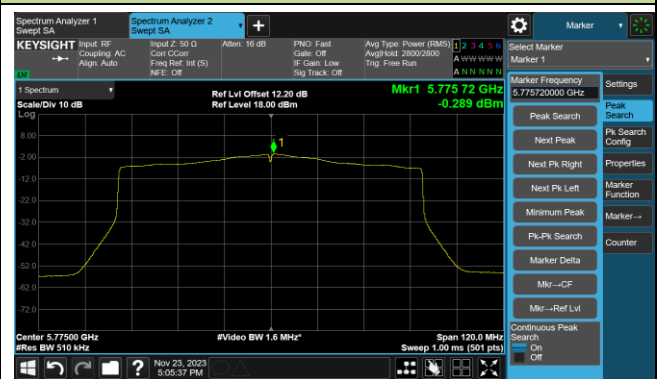 Spectrum Analyzer 1
Swept SA
Spectrum Analyzer 2
Swept SA
Marker
KEYSIGHT
Input: RF
Coupling: AC
Align: Auto
Input Z: 50 Ω
Corr CCorr
Freq Ref: Int (S)
NFE: Off
Atten: 16 dB
PNO: Fast
Gate: Off
IF Gain: Low
Sig Track: Off
Avg Type: Power (RMS)
Avg|Hold: 2800/2800
Trig: Free Run
1 2 3 4 5 6
A W W W W W
A N N N N N
Select Marker
Marker 1
LXI
1 Spectrum
Scale/Div 10 dB
Log
Ref Lvl Offset 12.20 dB
Ref Level 18.00 dBm
Mkr1 5.775 72 GHz
-0.289 dBm
8.00
-2.00
-12.0
-22.0
-32.0
-42.0
-52.0
-62.0
-72.0
1
Center 5.77500 GHz
#Res BW 510 kHz
#Video BW 1.6 MHz*
Span 120.0 MHz
Sweep 1.00 ms (501 pts)
Marker Frequency
5.775720000 GHz
Peak Search
Next Peak
Next Pk Right
Next Pk Left
Minimum Peak
Pk-Pk Search
Marker Delta
Mkr→CF
Mkr→Ref Lvl
Continuous Peak
Search
On
Off
Settings
Peak
Search
Pk Search
Config
Properties
Marker
Function
Marker→
Counter
?
Nov 23, 2023
5:05:37 PM